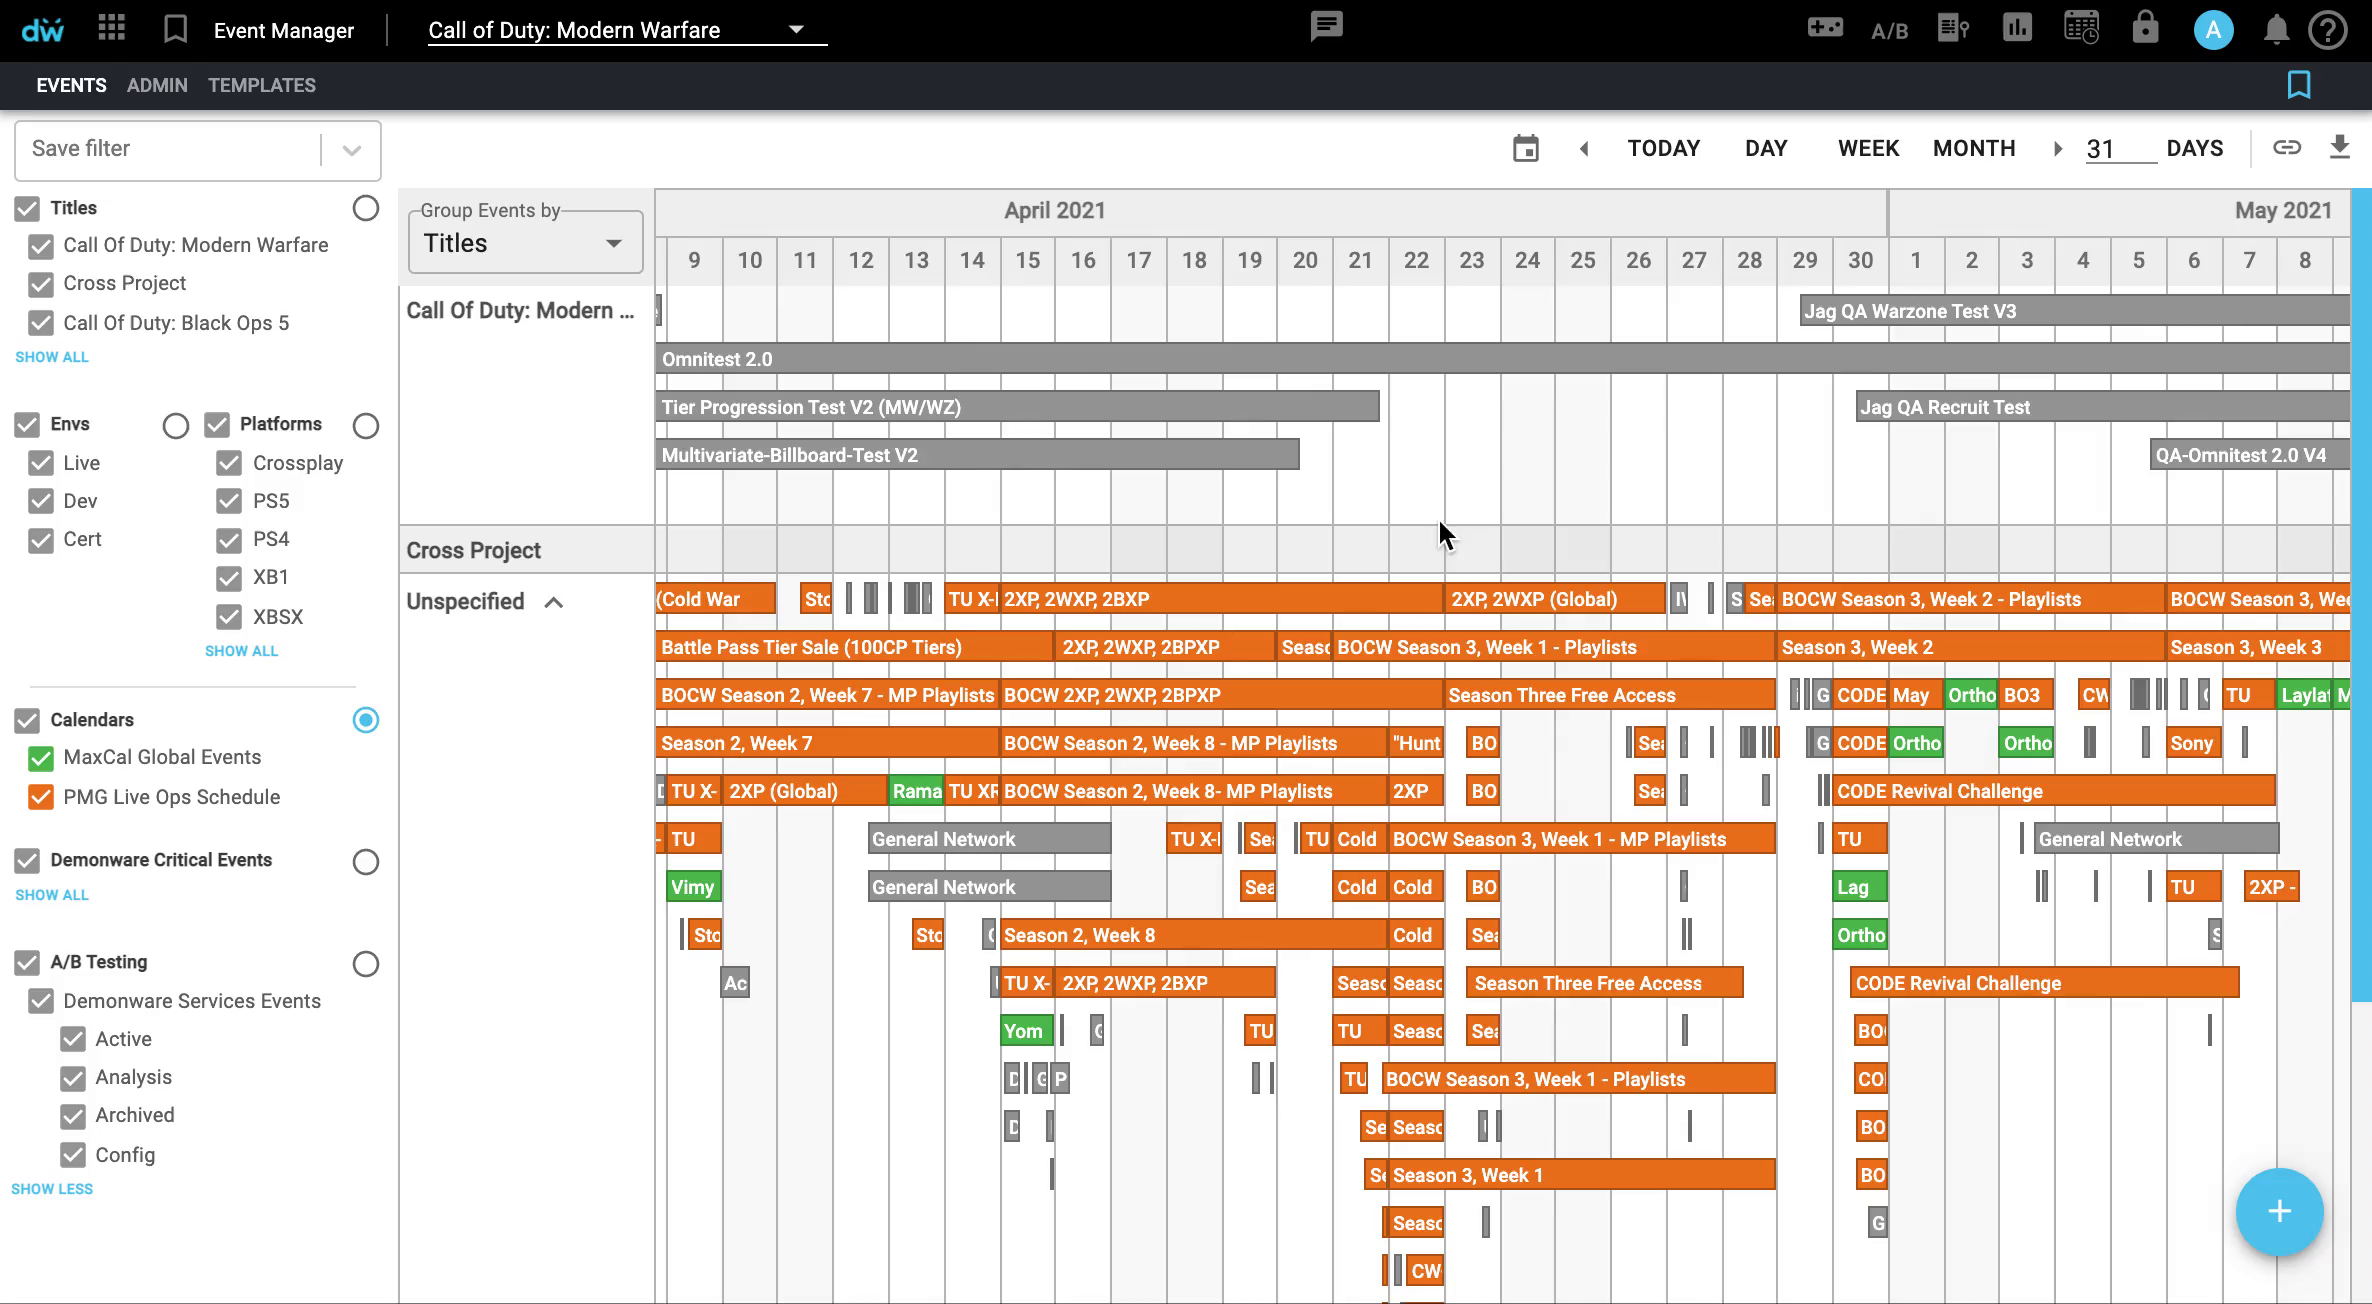 dw Event Manager Call of Duty: Modern Warfare A/B A
EVENTS ADMIN TEMPLATES
Save filter
TODAY DAY WEEK MONTH 31 DAYS
Titles
Call Of Duty: Modern Warfare
Cross Project
Call Of Duty: Black Ops 5
SHOW ALL
Envs Platforms
Live Crossplay
Dev PS5
Cert PS4
XB1
XBSX
SHOW ALL
Calendars
MaxCal Global Events
PMG Live Ops Schedule
Demonware Critical Events
SHOW ALL
A/B Testing
Demonware Services Events
Active
Analysis
Archived
Config
SHOW LESS
Group Events by
Titles
April 2021 May 2021
9 10 11 12 13 14 15 16 17 18 19 20 21 22 23 24 25 26 27 28 29 30 1 2 3 4 5 6 7 8
Call Of Duty: Modern ...
Jag QA Warzone Test V3
Omnitest 2.0
Tier Progression Test V2 (MW/WZ) Jag QA Recruit Test
Multivariate-Billboard-Test V2 QA-Omnitest 2.0 V4
Cross Project
Unspecified
(Cold War Sto TU X- 2XP, 2WXP, 2BXP 2XP, 2WXP (Global) S Sea BOCW Season 3, Week 2 - Playlists BOCW Season 3, Wee
Battle Pass Tier Sale (100CP Tiers) 2XP, 2WXP, 2BPXP Seasc BOCW Season 3, Week 1 - Playlists Season 3, Week 2 Season 3, Week 3
BOCW Season 2, Week 7 - MP Playlists BOCW 2XP, 2WXP, 2BPXP Season Three Free Access G CODE May Ortho BO3 CW TU Laylat M
Season 2, Week 7 BOCW Season 2, Week 8 - MP Playlists "Hunt BO Sea G CODE Ortho Ortho Sony
TU X- 2XP (Global) Rama TU XR BOCW Season 2, Week 8- MP Playlists 2XP BO Sea CODE Revival Challenge
TU General Network TU X- Sea TU Cold BOCW Season 3, Week 1 - MP Playlists TU General Network
Vimy General Network Sea Cold Cold BO Lag TU 2XP -
Sto Sto Season 2, Week 8 Cold Sea Ortho S
Ac TU X- 2XP, 2WXP, 2BXP Seasc Seasc Season Three Free Access CODE Revival Challenge
Yom TU TU Seasc Sea BO
D G P TU BOCW Season 3, Week 1 - Playlists CO
D Se Seasc BO
Se Season 3, Week 1 BO
Seasc G
CW